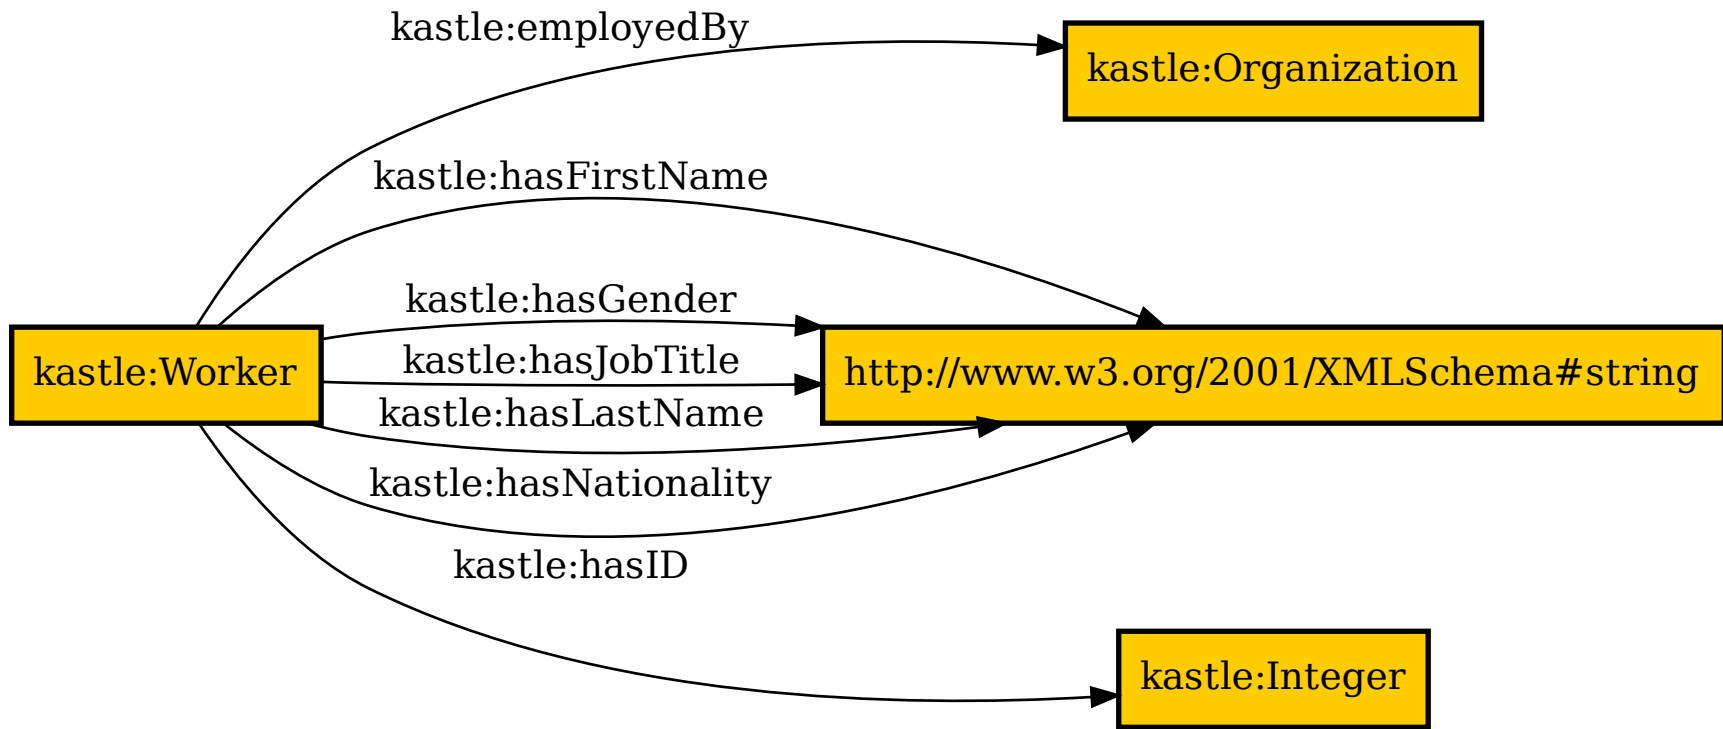 kastle:employedBy
kastle:Organization
kastle:hasFirstName
kastle:hasGender
kastle:Worker
kastle:hasJobTitle
http://www.w3.org/2001/XMLSchema#string
kastle:hasLastName
kastle:hasNationality
kastle:hasID
kastle:Integer